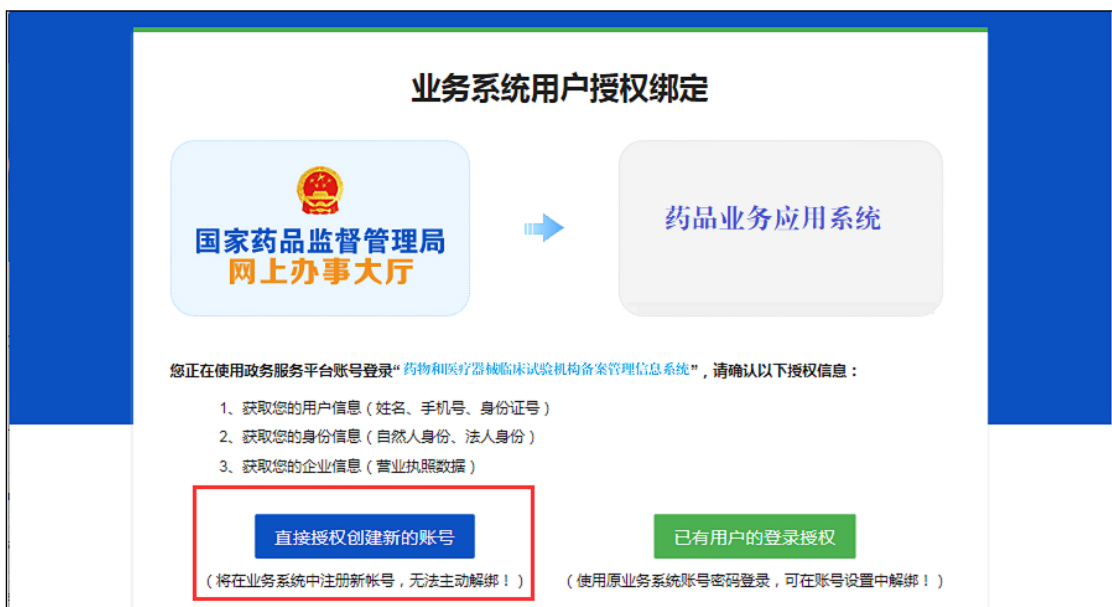 业务系统用户授权绑定
国家药品监督管理局
网上办事大厅
药品业务应用系统
您正在使用政务服务平台账号登录“药物和医疗器械临床试验机构备案管理信息系统”，请确认以下授权信息：
1、获取您的用户信息（姓名、手机号、身份证号）
2、获取您的身份信息（自然人身份、法人身份）
3、获取您的企业信息（营业执照数据）
直接授权创建新的账号
已有用户的登录授权
（将在业务系统中注册新帐号，无法主动解绑！）
（使用原业务系统账号密码登录，可在账号设置中解绑！）